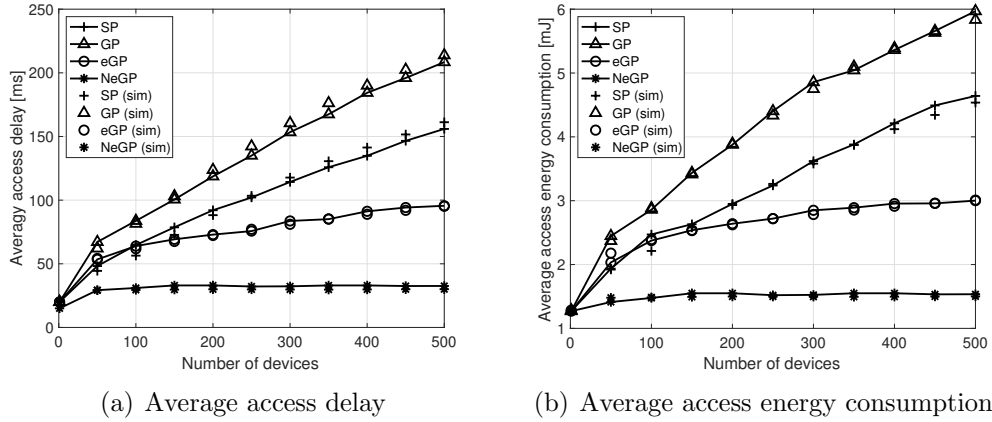 250
200
150
100
50
0
Averagy access delay [ms]
SP
GP
eGP
NeGP
SP (sim)
GP (sim)
eGP (sim)
NeGP (sim)
0 100 200 300 400 500
Number of devices
(a) Average access delay
6
5
4
3
2
1
Average access energy consumption [mJ]
SP
GP
eGP
NeGP
SP (sim)
GP (sim)
eGP (sim)
NeGP (sim)
0 100 200 300 400 500
Number of devices
(b) Average access energy consumption